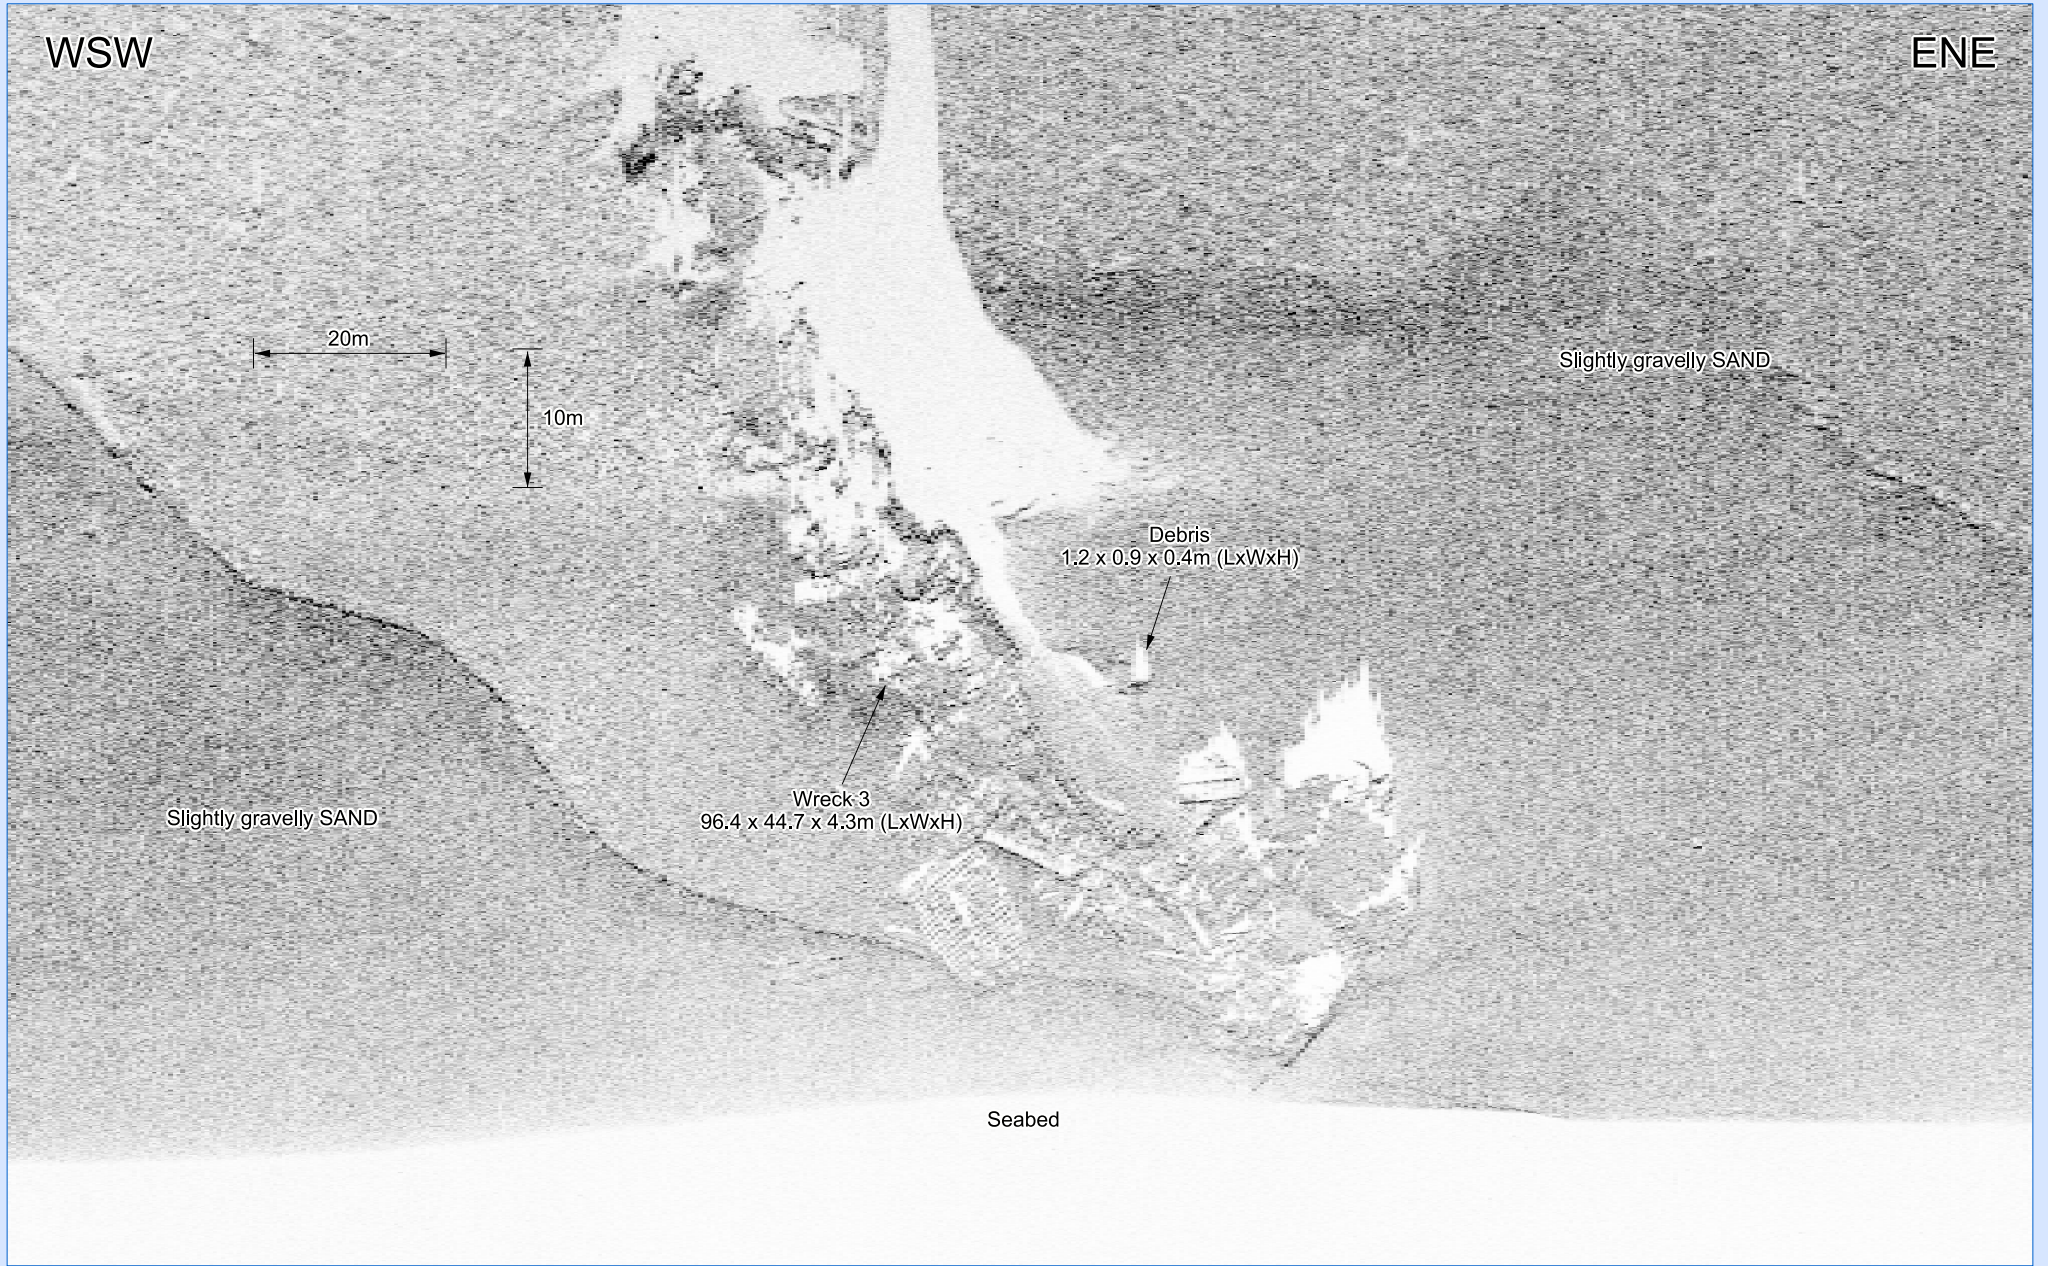 WSW
ENE
20m
10m
Slightly gravelly SAND
Debris
1.2 x 0.9 x 0.4m (LxWxH)
Wreck 3
96.4 x 44.7 x 4.3m (LxWxH)
Slightly gravelly SAND
Seabed